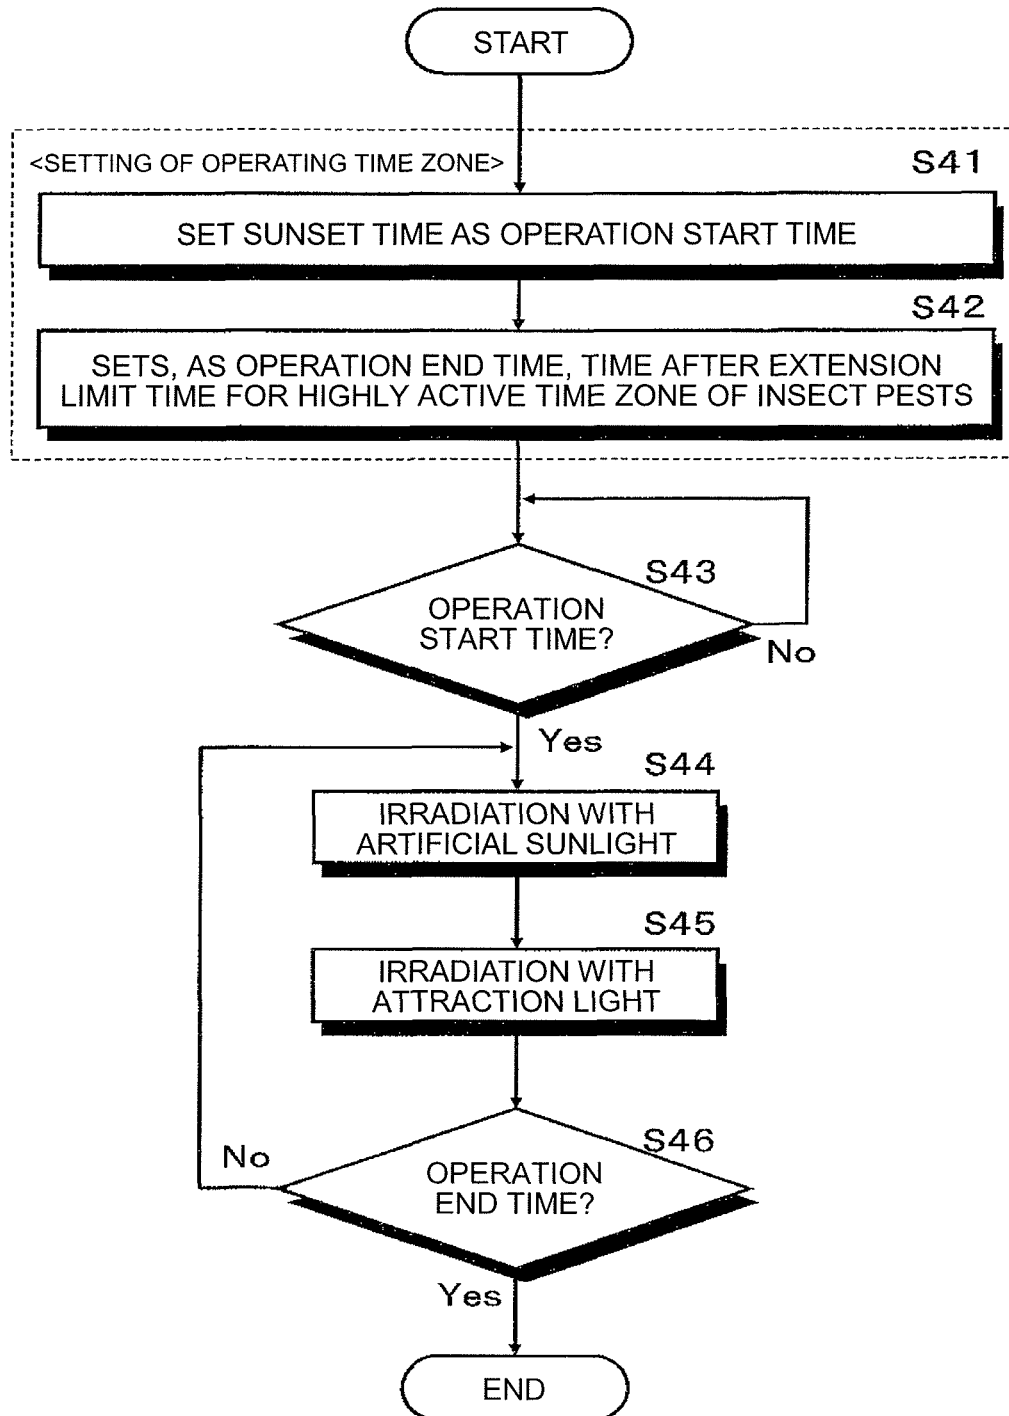 START
<SETTING OF OPERATING TIME ZONE>
S41
SET SUNSET TIME AS OPERATION START TIME
S42
SETS, AS OPERATION END TIME, TIME AFTER EXTENSION
LIMIT TIME FOR HIGHLY ACTIVE TIME ZONE OF INSECT PESTS
S43
OPERATION
START TIME?
No
Yes
S44
IRRADIATION WITH
ARTIFICIAL SUNLIGHT
S45
IRRADIATION WITH
ATTRACTION LIGHT
S46
No
OPERATION
END TIME?
Yes
END